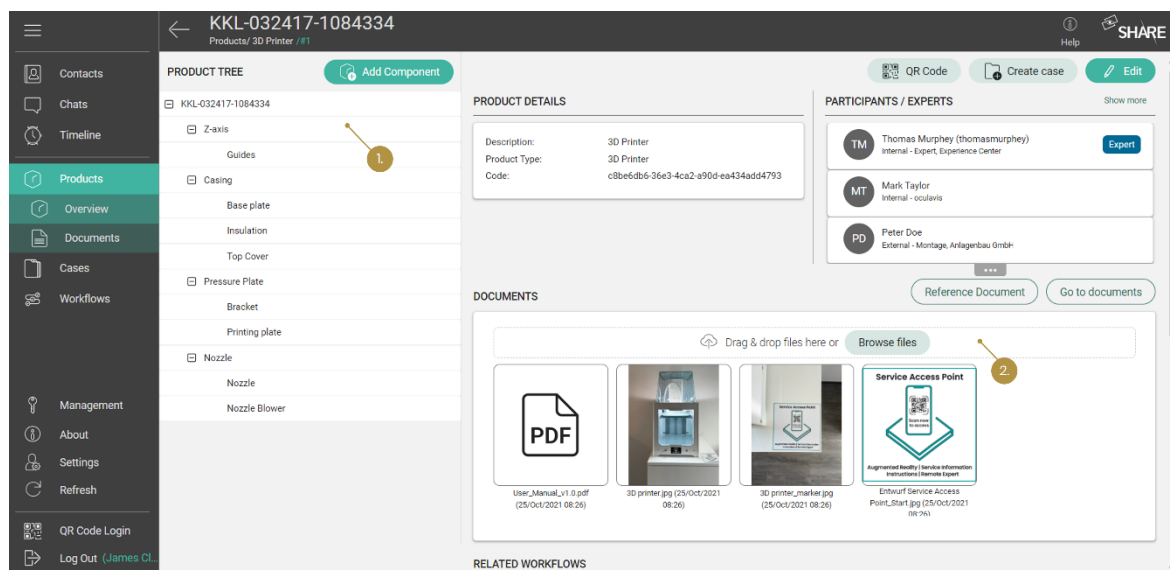 KKL-032417-1084334
Products/ 3D Printer /#1
Help
SHARE
Contacts
Chats
Timeline
Products
Overview
Documents
Cases
Workflows
Management
About
Settings
Refresh
QR Code Login
Log Out (James Cl...
PRODUCT TREE
Add Component
KKL-032417-1084334
Z-axis
Guides
1.
Casing
Base plate
Insulation
Top Cover
Pressure Plate
Bracket
Printing plate
Nozzle
Nozzle
Nozzle Blower
QR Code
Create case
Edit
PRODUCT DETAILS
Description: 3D Printer
Product Type: 3D Printer
Code: c8be6db6-36e3-4ca2-a90d-ea434add4793
PARTICIPANTS / EXPERTS
Show more
TM
Thomas Murphey (thomasmurphey)
Internal - Expert, Experience Center
Expert
MT
Mark Taylor
Internal - oculavis
PD
Peter Doe
External - Montage, Anlagenbau GmbH
DOCUMENTS
Reference Document
Go to documents
Drag & drop files here or
Browse files
2.
PDF
User_Manual_v1.0.pdf
(25/Oct/2021 08:26)
3D printer.jpg (25/Oct/2021
08:26)
Service Access Point
3D printer_marker.jpg
(25/Oct/2021 08:26)
Service Access Point
Scan now
to access
Augmented Reality | Service Information
Instructions | Remote Expert
Entwurf Service Access
Point_Start.jpg (25/Oct/2021
08:26)
RELATED WORKFLOWS